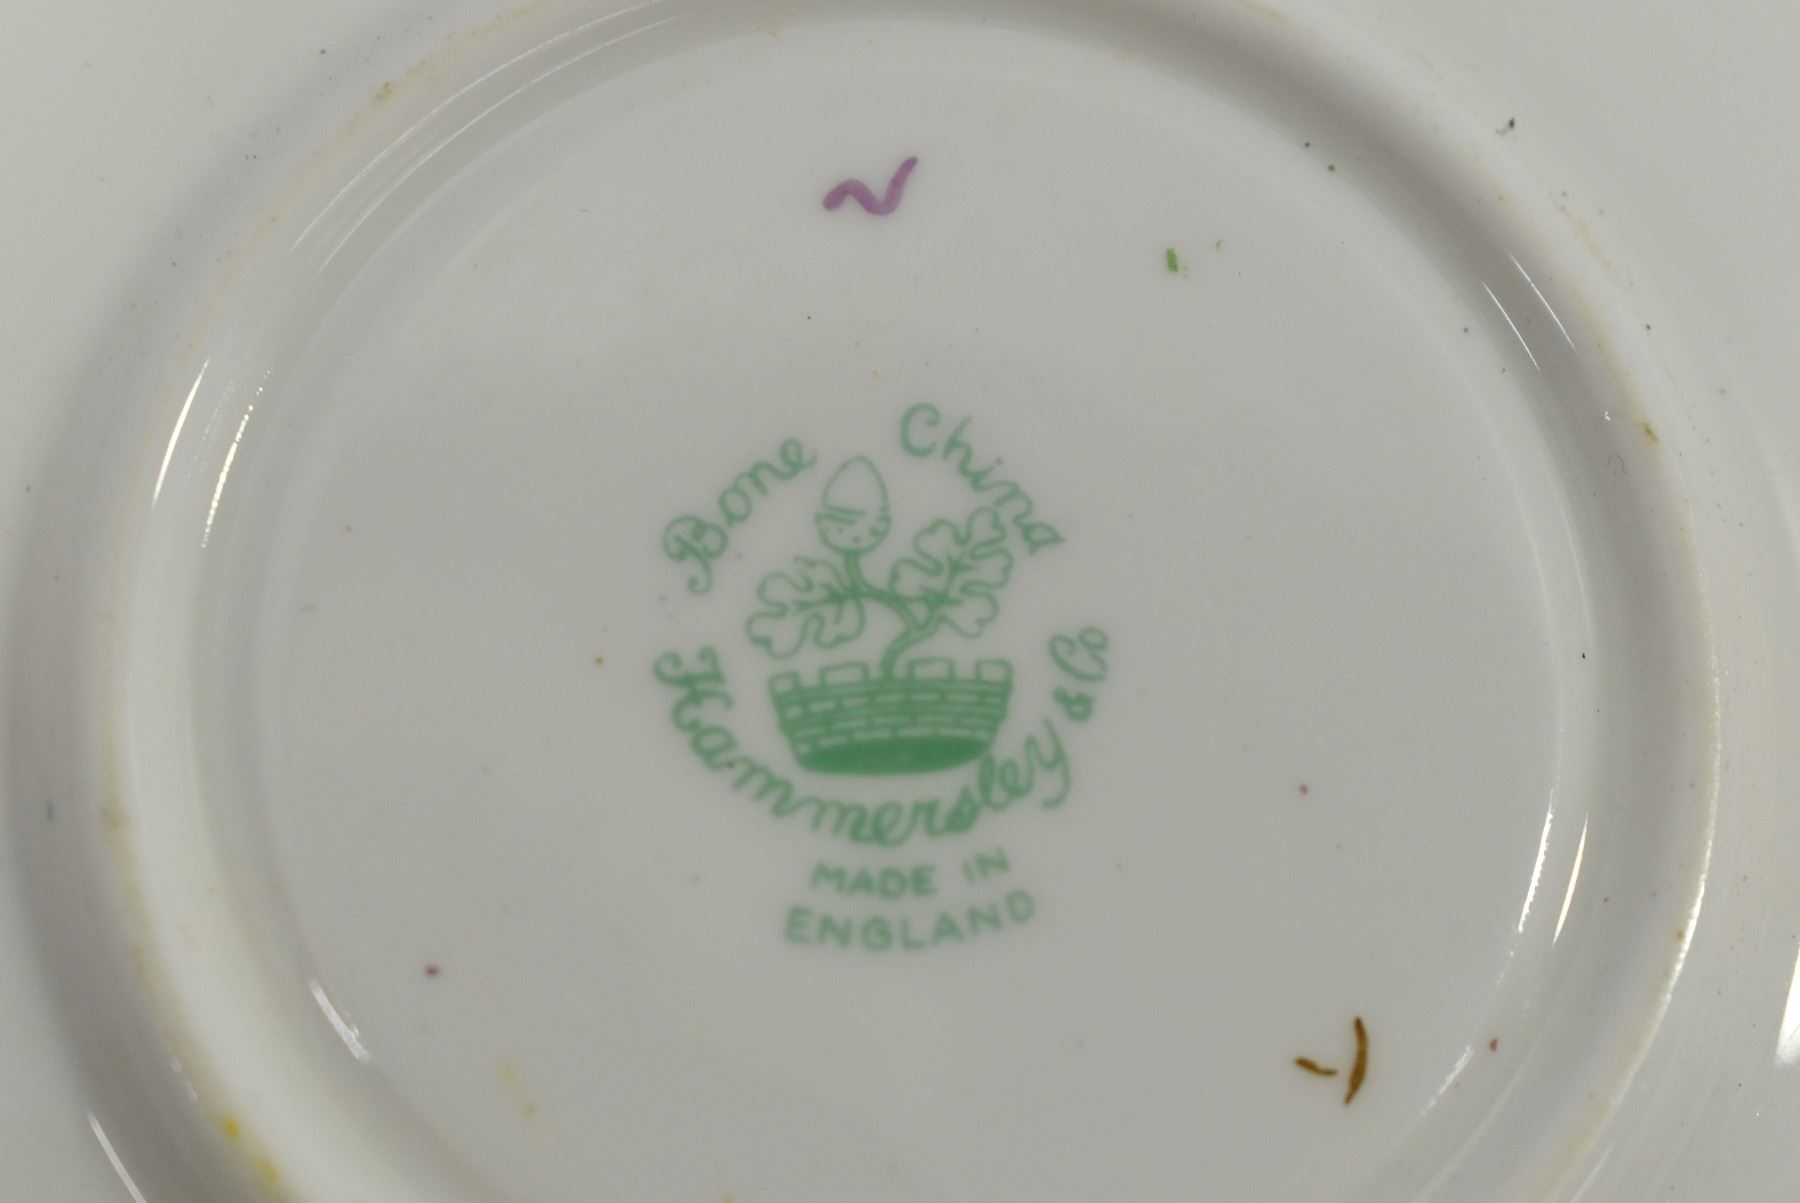 Bone China
Hammersley & Co
MADE IN
ENGLAND